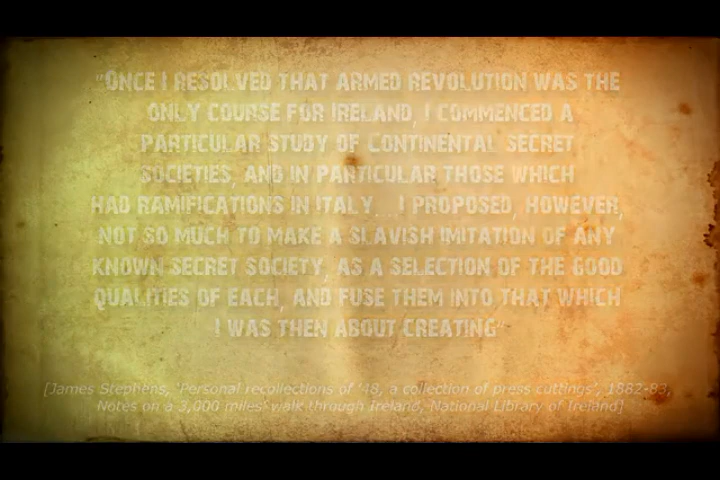 "ONCE I RESOLVED THAT ARMED REVOLUTION WAS THE
ONLY COURSE FOR IRELAND, I COMMENCED A
PARTICULAR STUDY OF CONTINENTAL SECRET
SOCIETIES, AND IN PARTICULAR THOSE WHICH
HAD RAMIFICATIONS IN ITALY... I PROPOSED, HOWEVER,
NOT SO MUCH TO MAKE A SLAVISH IMITATION OF ANY
KNOWN SECRET SOCIETY, AS A SELECTION OF THE GOOD
QUALITIES OF EACH, AND FUSE THEM INTO THAT WHICH
I WAS THEN ABOUT CREATING"
[James Stephens, 'Personal recollections of '48, a collection of press cuttings', 1882-83,
Notes on a 3,000 miles' walk through Ireland, National Library of Ireland]